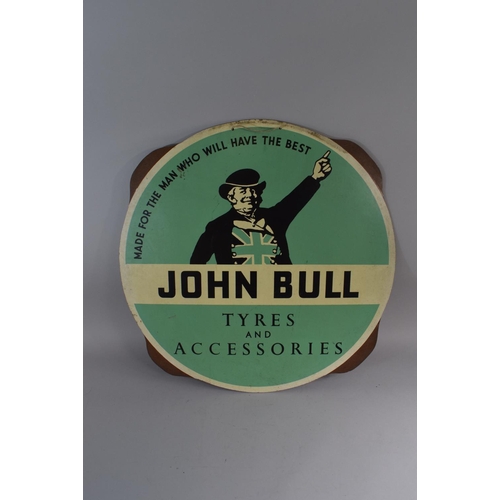 MADE FOR THE MAN WHO WILL HAVE THE BEST
JOHN BULL
TYRES
AND
ACCESSORIES